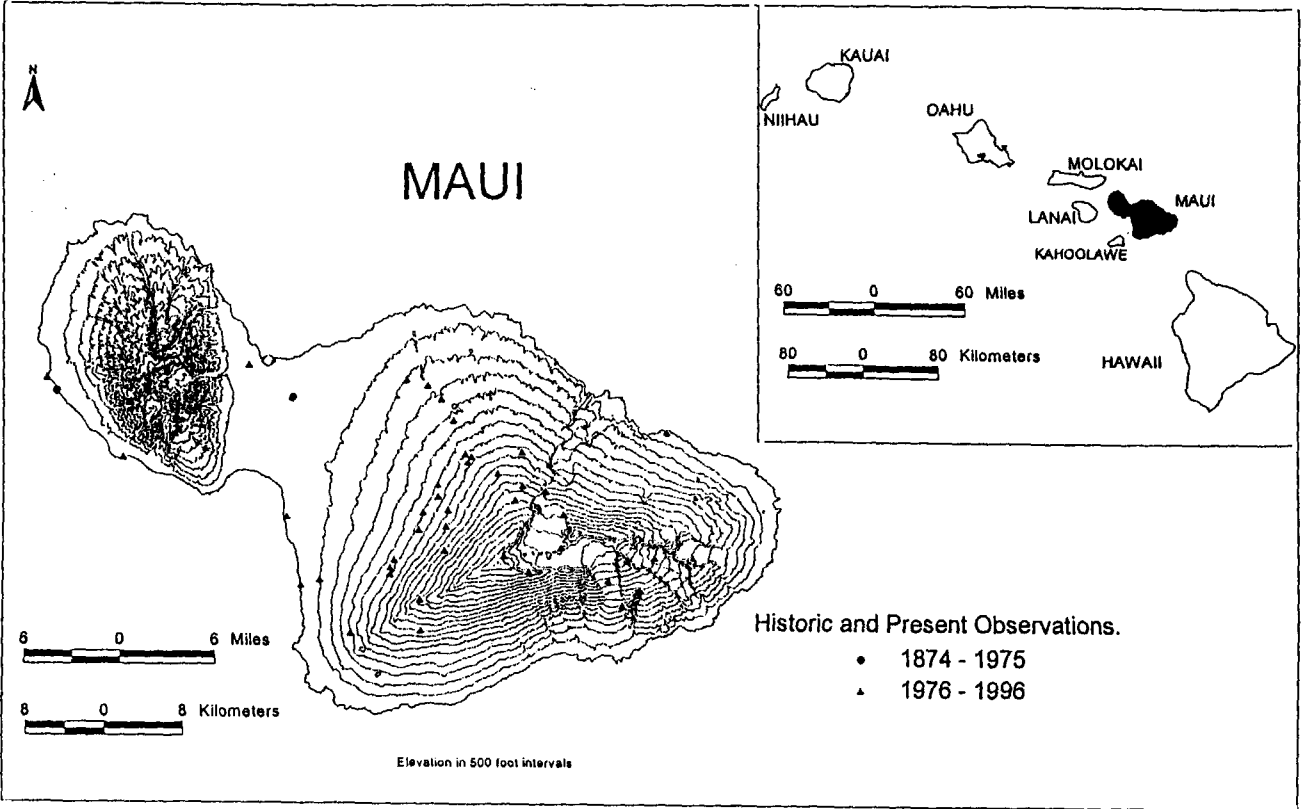 N
MAUI
6 0 6 Miles
8 0 8 Kilometers
Elevation in 500 foot intervals
KAUAI
NIIHAU
OAHU
MOLOKAI
MAUI
LANAI
KAHOOLAWE
HAWAII
60 0 60 Miles
80 0 80 Kilometers
Historic and Present Observations.
1874 - 1975
1976 - 1996